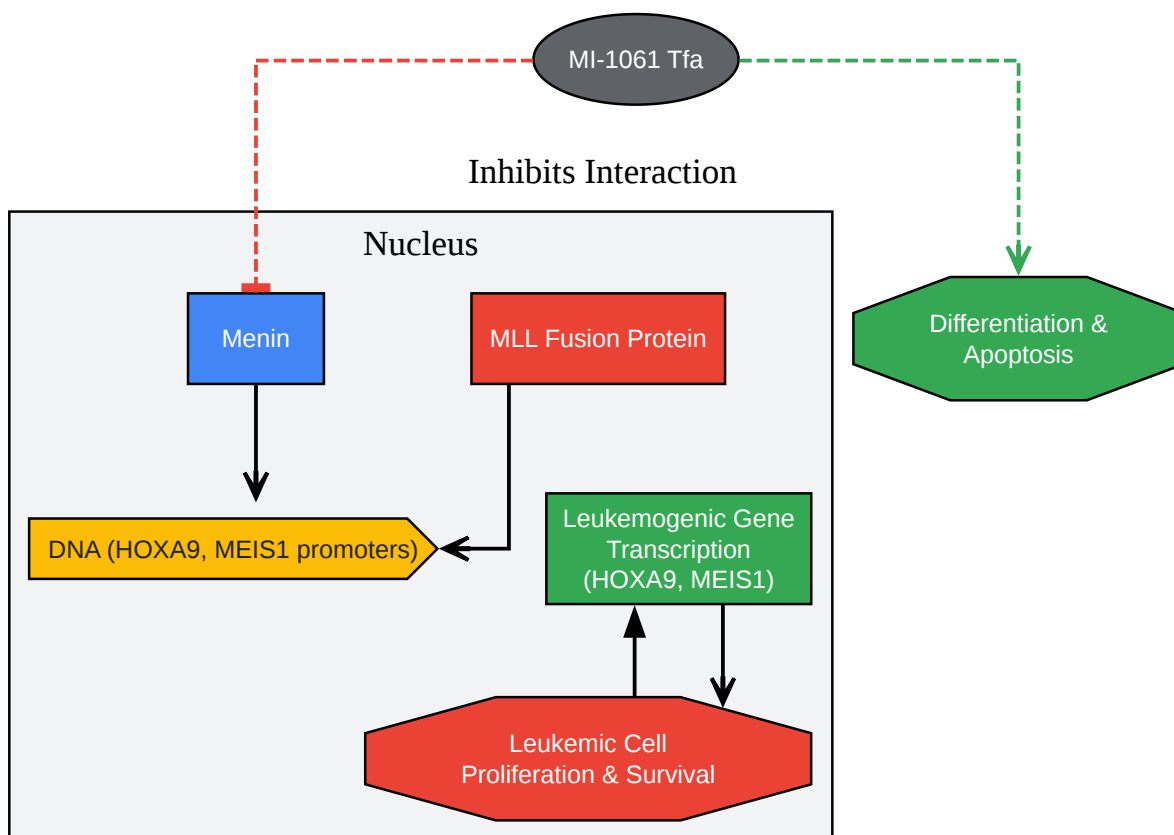 MI-1061 Tfa
Inhibits Interaction
Nucleus
Menin
MLL Fusion Protein
Differentiation &
Apoptosis
DNA (HOXA9, MEIS1 promoters)
Leukemogenic Gene
Transcription
(HOXA9, MEIS1)
Leukemic Cell
Proliferation & Survival